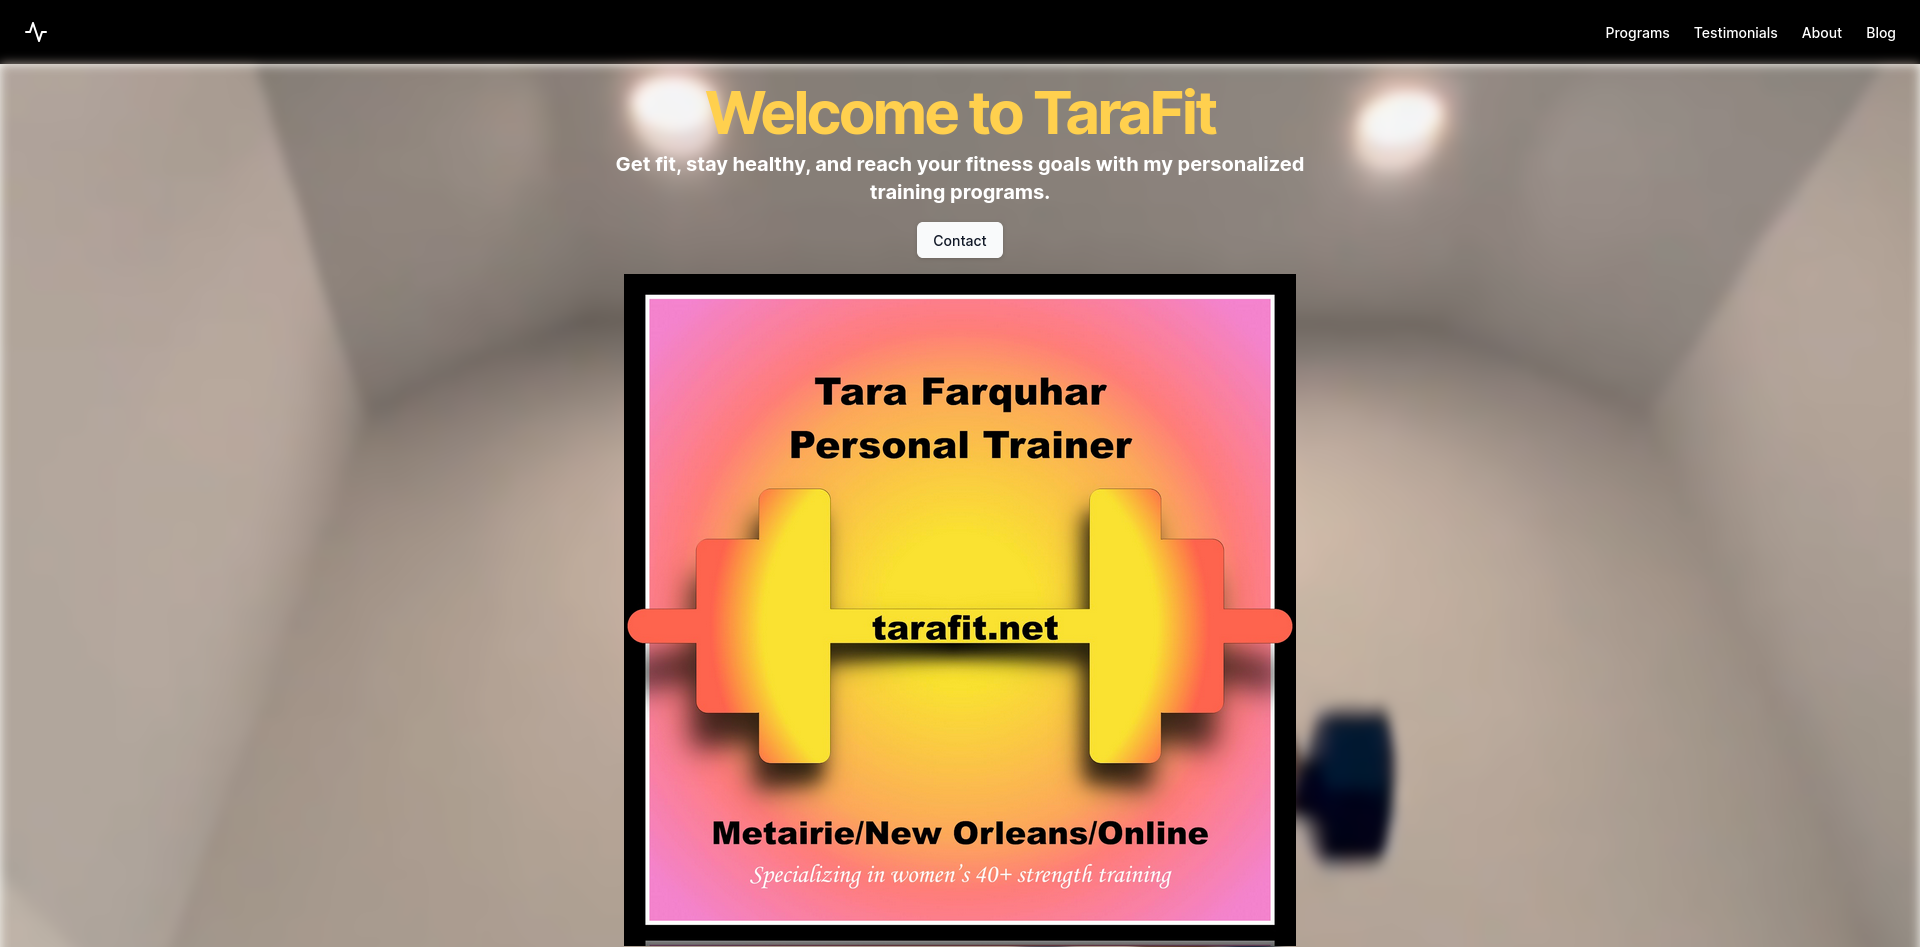 Programs Testimonials About Blog
Welcome to TaraFit
Get fit, stay healthy, and reach your fitness goals with my personalized
training programs.
Contact
Tara Farquhar
Personal Trainer
tarafit.net
Metairie/New Orleans/Online
Specializing in women's 40+ strength training